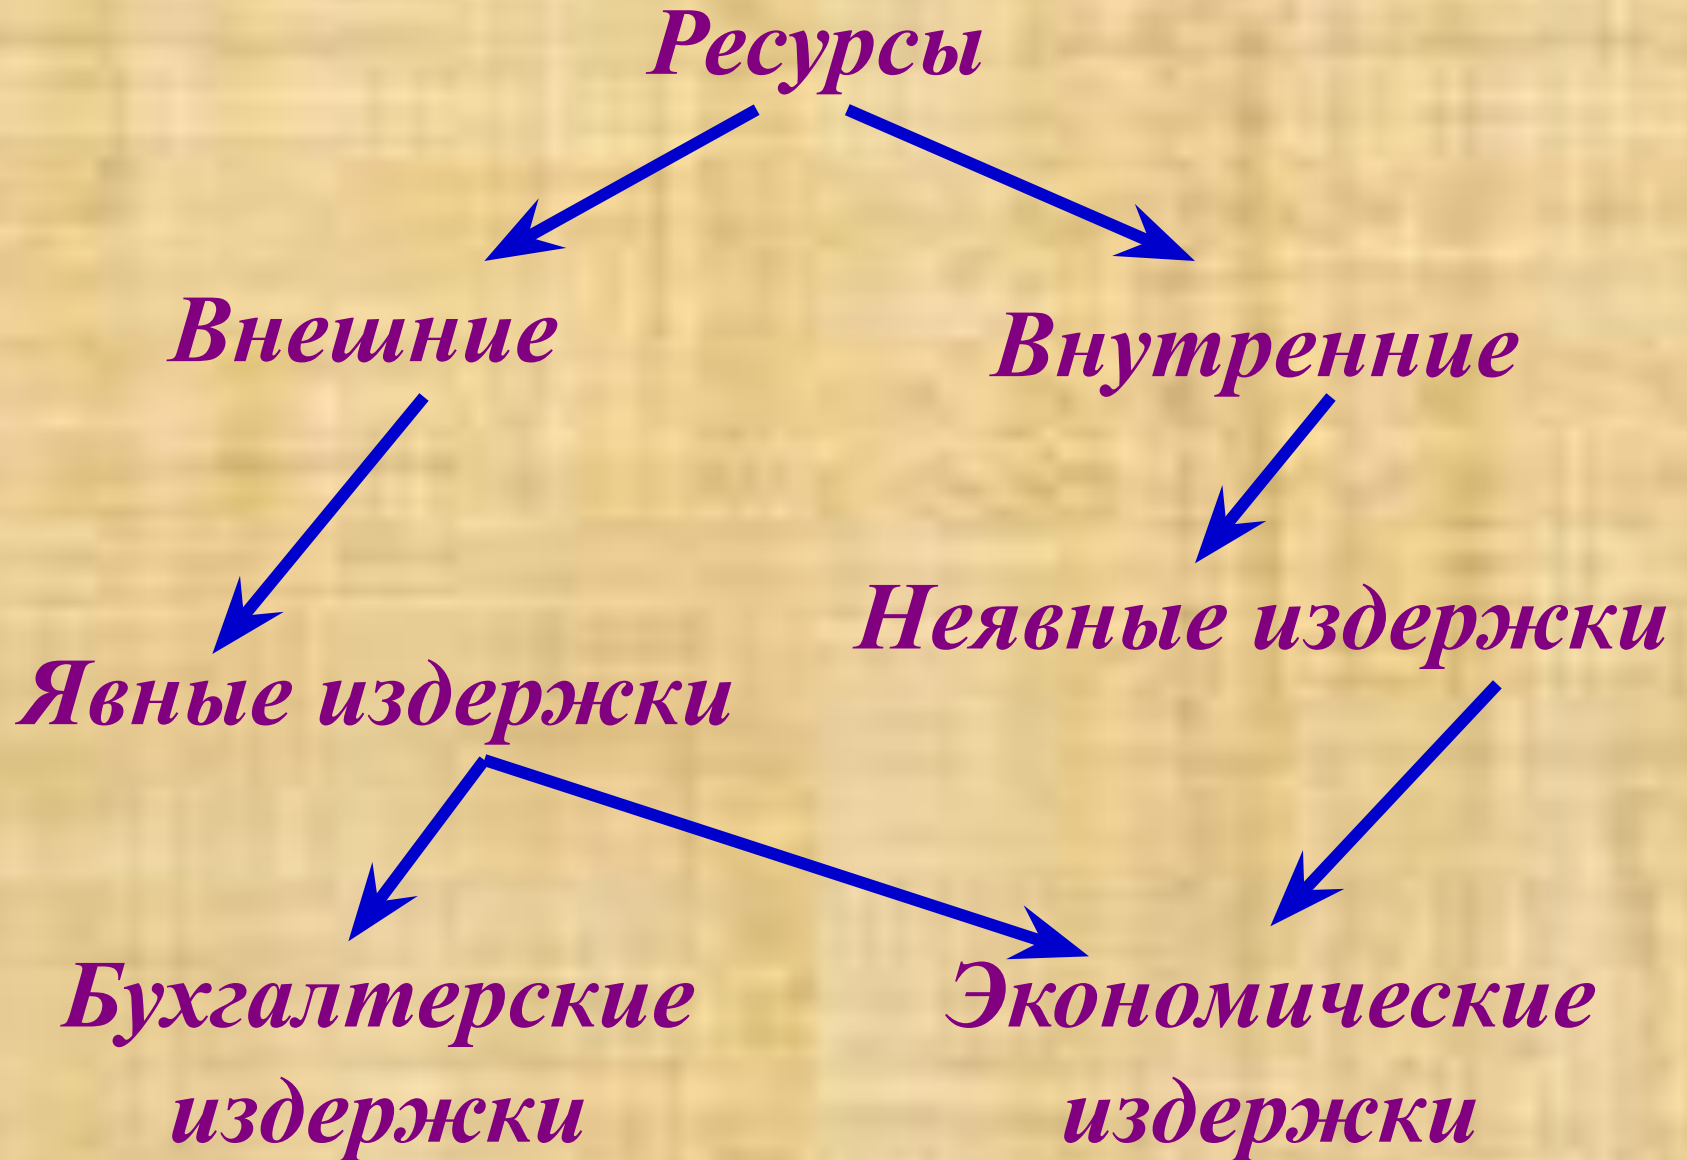 Ресурсы
Внешние
Внутренние
Неявные издержки
Явные издержки
Бухгалтерские
издержки
Экономические
издержки